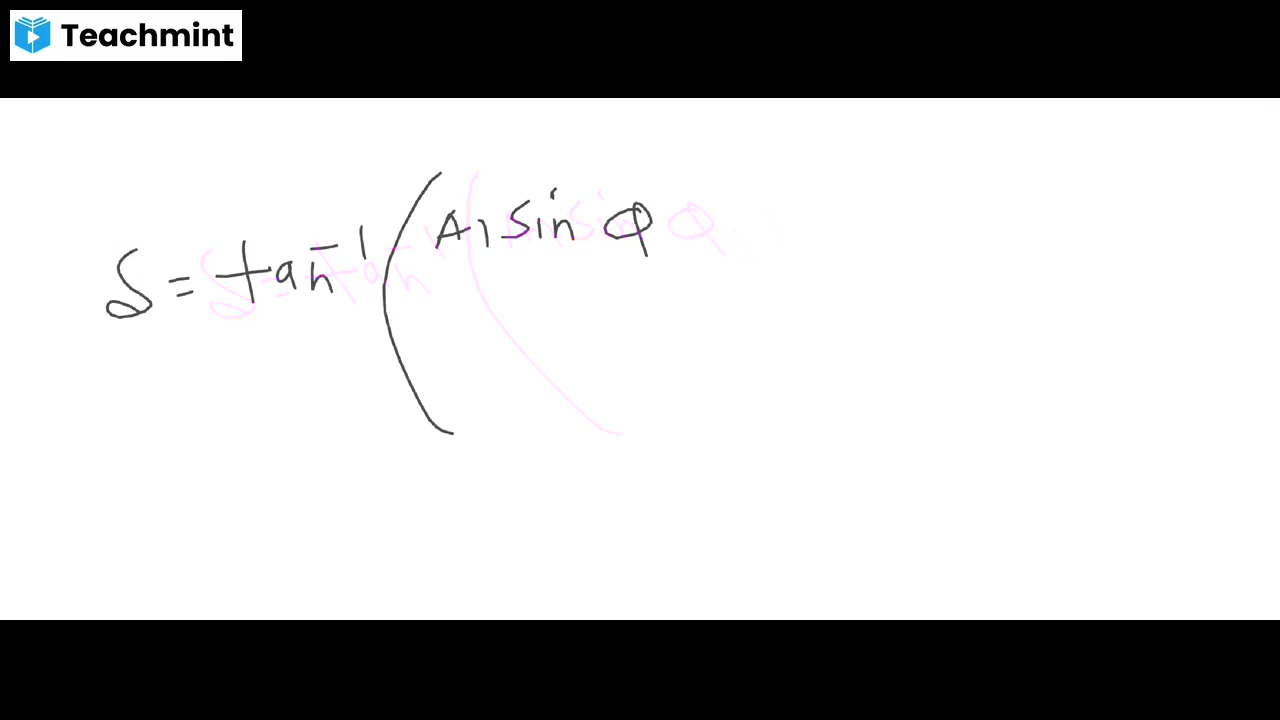 Teachmint
δ = tan⁻¹ ( A₁ sin φ